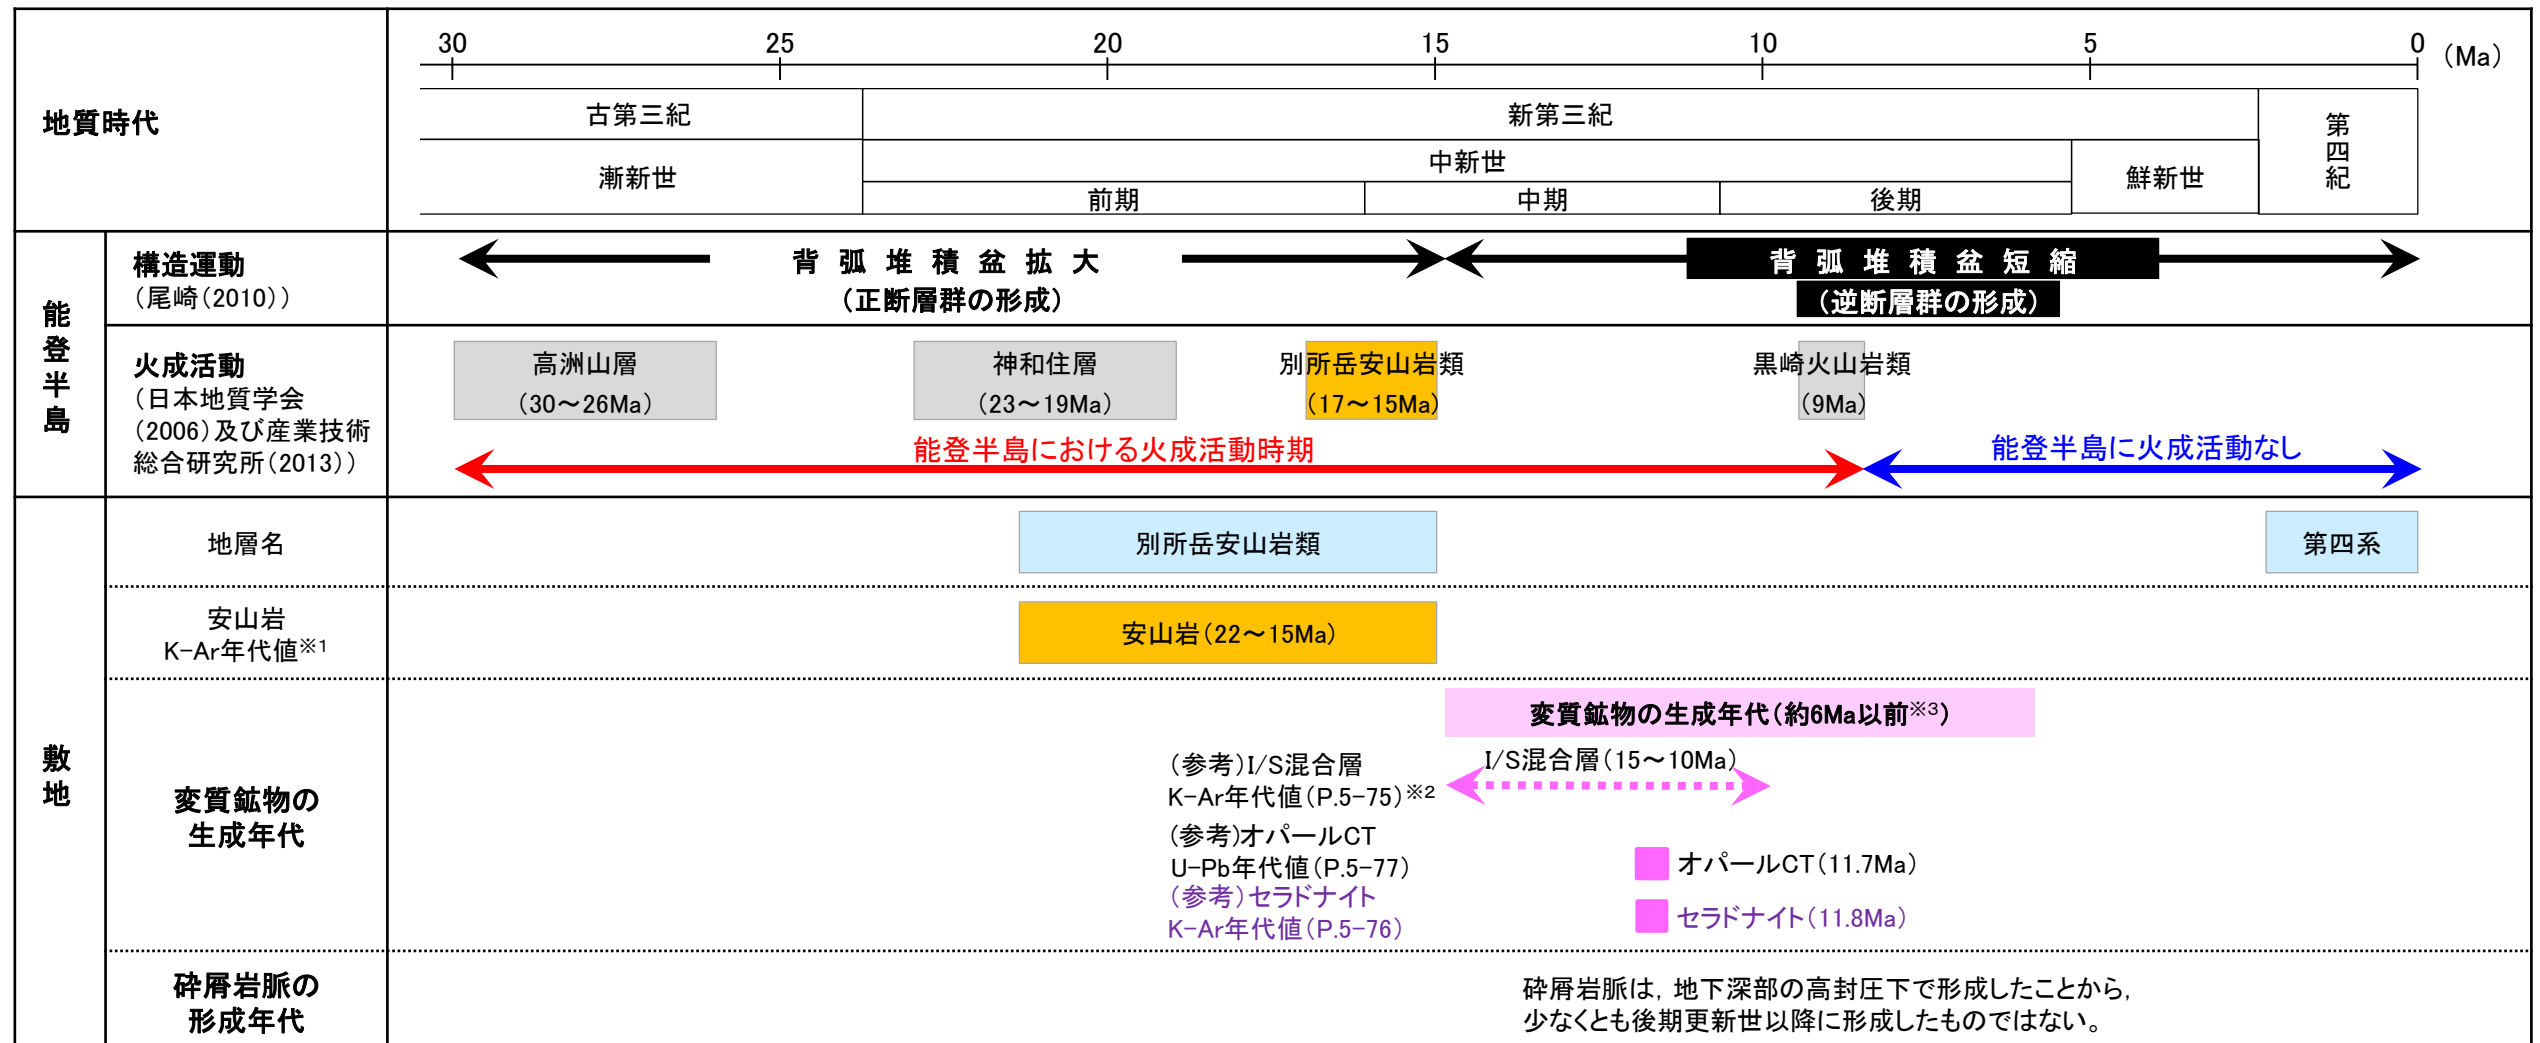 30 25 20 15 10 5 0 (Ma)
地質時代
古第三紀 新第三紀 第四紀
漸新世 中新世 鮮新世
前期 中期 後期
能登半島
構造運動
(尾崎(2010))
背弧堆積盆拡大
(正断層群の形成)
背弧堆積盆短縮
(逆断層群の形成)
火成活動
(日本地質学会
(2006)及び産業技術
総合研究所(2013))
高洲山層
(30～26Ma)
神和住層
(23～19Ma)
別所岳安山岩類
(17～15Ma)
黒崎火山岩類
(9Ma)
能登半島における火成活動時期
能登半島に火成活動なし
敷地
地層名
別所岳安山岩類
第四系
安山岩
K-Ar年代値※1
安山岩(22～15Ma)
変質鉱物の
生成年代
変質鉱物の生成年代(約6Ma以前※3)
(参考)I/S混合層
K-Ar年代値(P.5-75)※2
I/S混合層(15～10Ma)
(参考)オパールCT
U-Pb年代値(P.5-77)
オパールCT(11.7Ma)
(参考)セラドナイト
K-Ar年代値(P.5-76)
セラドナイト(11.8Ma)
砕屑岩脈の
形成年代
砕屑岩脈は，地下深部の高封圧下で形成したことから，
少なくとも後期更新世以降に形成したものではない。